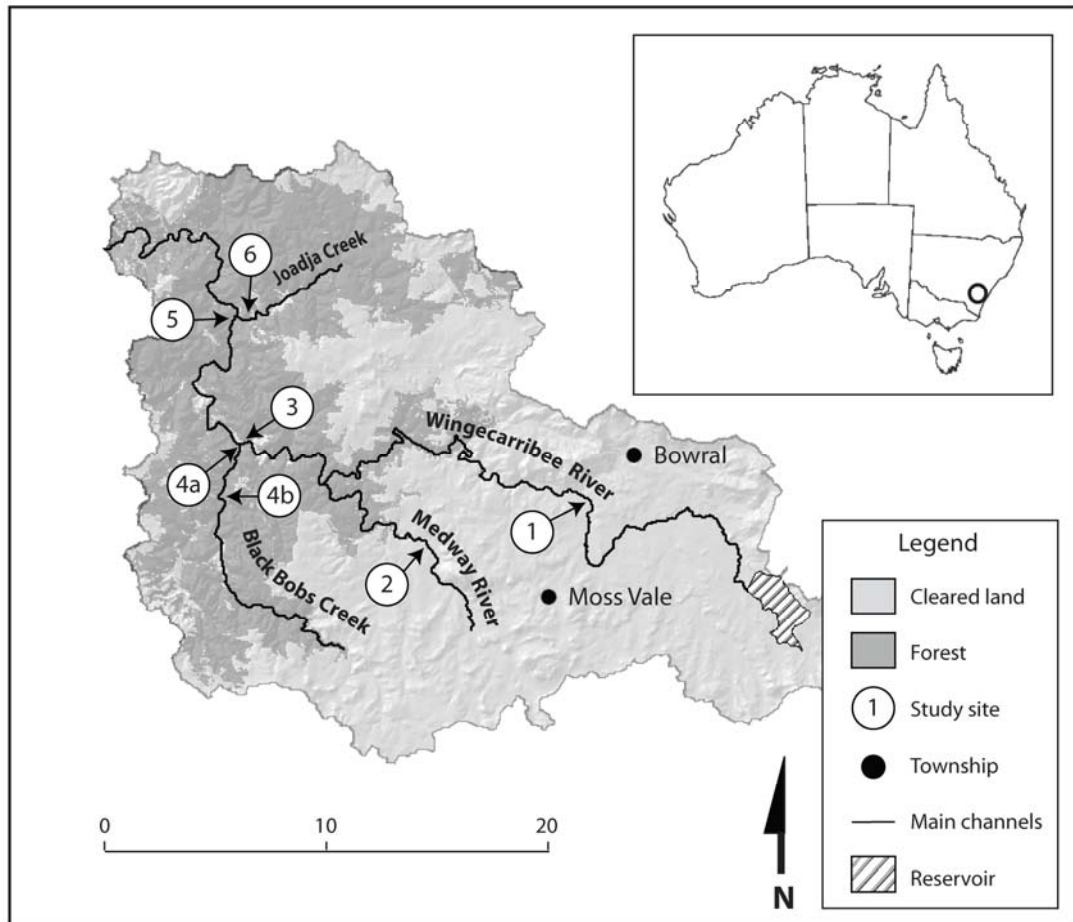 6
Joadja Creek
5
3
Wingecarribee River
Bowral
4a
4b
1
Medway River
2
Black Bobs Creek
Moss Vale
Legend
Cleared land
Forest
1
Study site
Township
Main channels
Reservoir
0
10
20
N